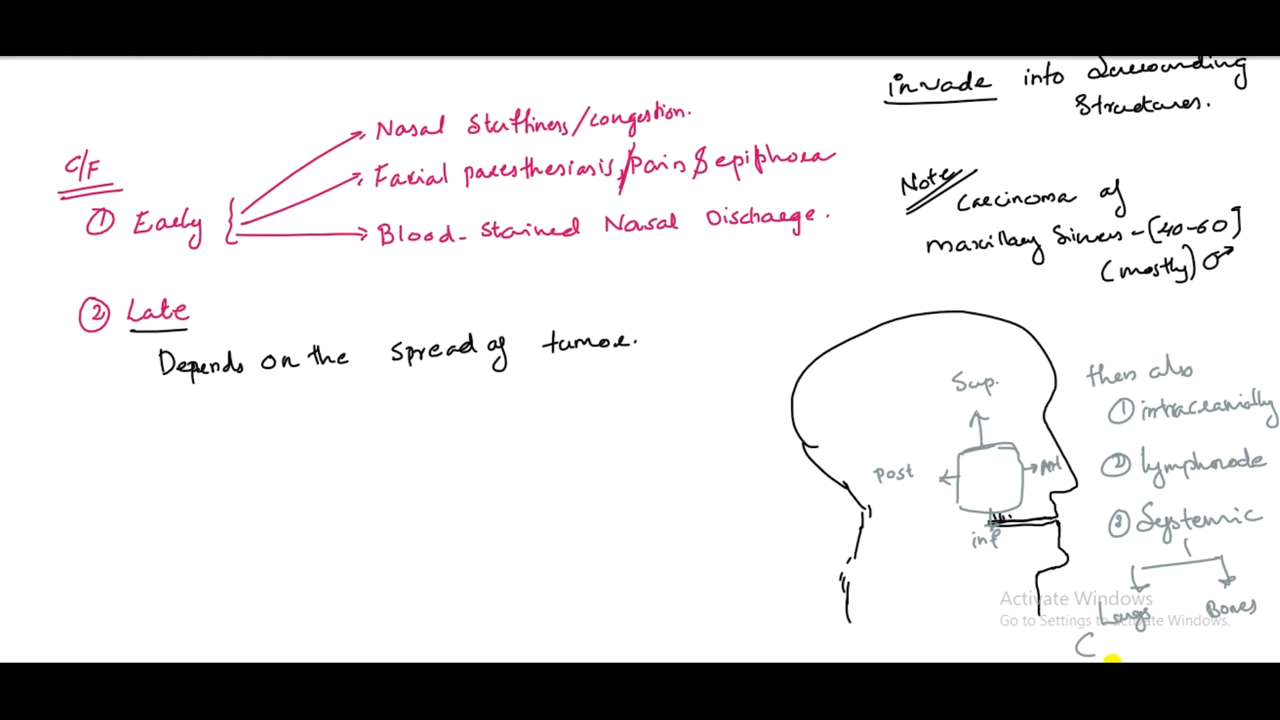 invade into surrounding
structures.
C/F
① Early
Nasal stuffiness/congestion.
Facial paresthesiasis,/Pain & epiphora
Blood-stained Nasal Discharge.
② Late
Depends on the spread of tumor.
Note
Carcinoma of
maxillary sinus - [40-60]
(mostly) ♂
Sup.
Post
Ant
inf
then also
① intracranially
② lymphnode
③ Systemic
Lungs
Bones
C
Activate Windows
Go to Settings to activate Windows.